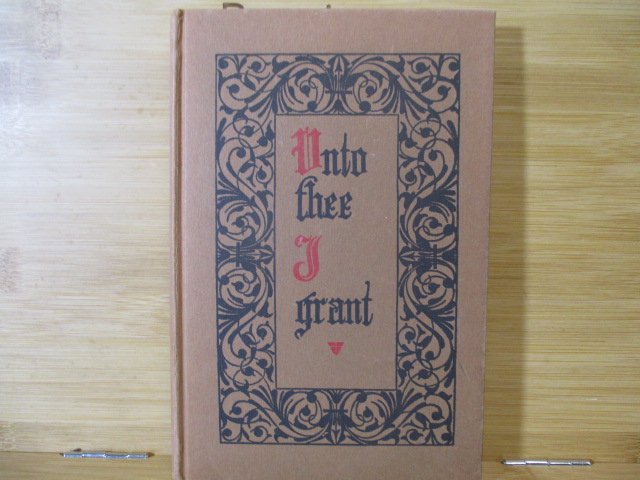 Unto
thee
I
grant